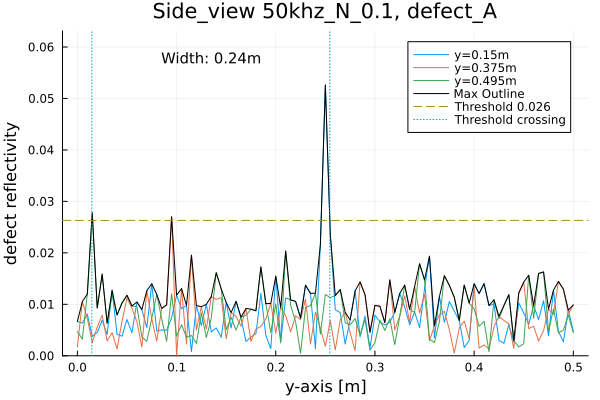 Side_view 50khz_N_0.1, defect_A
Width: 0.24m
y=0.15m
y=0.375m
y=0.495m
Max Outline
Threshold 0.026
Threshold crossing
defect reflectivity
0.06
0.05
0.04
0.03
0.02
0.01
0.00
0.0 0.1 0.2 0.3 0.4 0.5
y-axis [m]